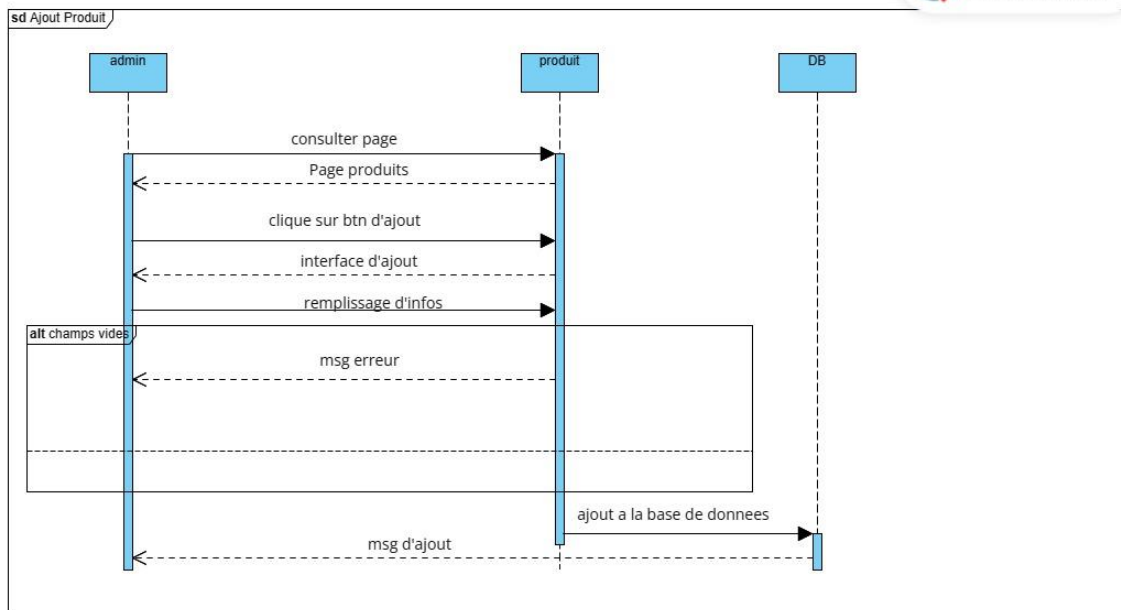 sd Ajout Produit
admin
produit
DB
consulter page
Page produits
clique sur btn d'ajout
interface d'ajout
remplissage d'infos
alt champs vides
msg erreur
ajout a la base de donnees
msg d'ajout